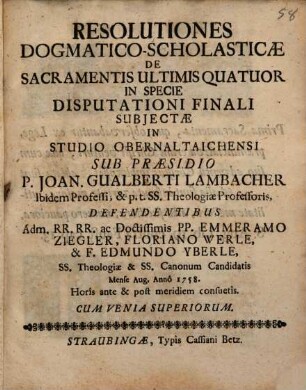 58
RESOLUTIONES
DOGMATICO-SCHOLASTICÆ
DE
SACRAMENTIS ULTIMIS QUATUOR
IN SPECIE
DISPUTATIONI FINALI
SUBJECTÆ
IN
STUDIO OBERNALTAICHENSI
SUB PRÆSIDIO
P. JOAN. GUALBERTI LAMBACHER
Ibidem Professi, & p. t. SS. Theologiæ Professoris,
DEFENDENTIBUS
Adm. RR. RR. ac Doctissimis PP. EMMERAMO
ZIEGLER, FLORIANO WERLE,
& F. EDMUNDO YBERLE,
SS. Theologiæ & SS. Canonum Candidatis
Mense Aug. Annô 1758.
Horis ante & post meridiem consuetis.
CUM VENIA SUPERIORUM.
STRAUBINGÆ, Typis Cassiani Betz.